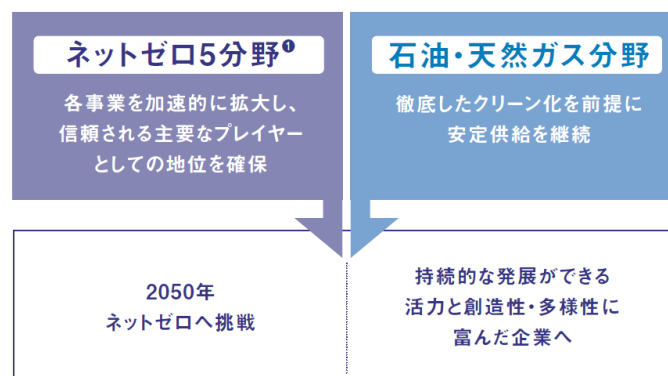 ネットゼロ5分野❶
各事業を加速的に拡大し、
信頼される主要なプレイヤー
としての地位を確保
石油・天然ガス分野
徹底したクリーン化を前提に
安定供給を継続
2050年
ネットゼロへ挑戦
持続的な発展ができる
活力と創造性・多様性に
富んだ企業へ